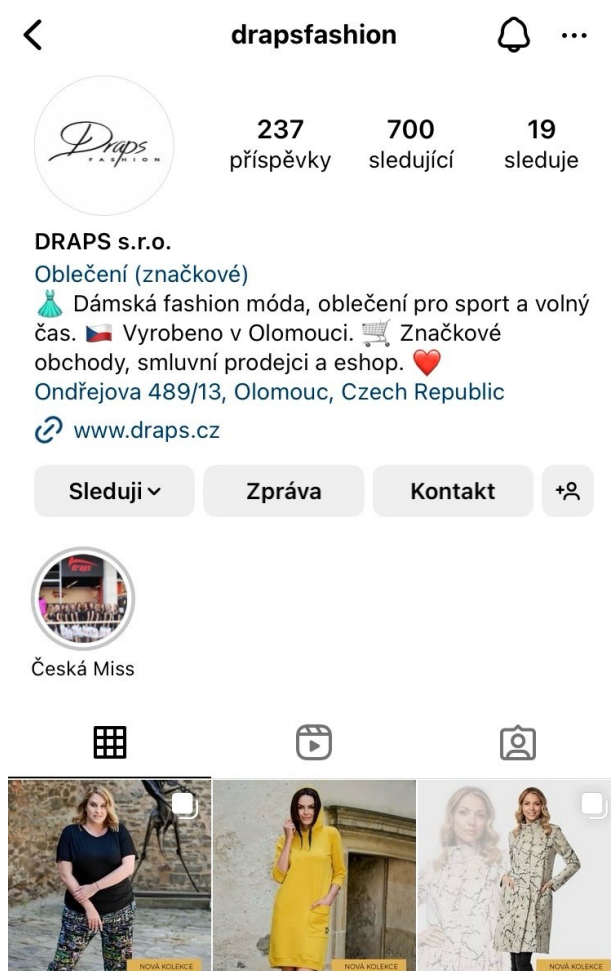 drapsfashion
Draps
FASHION
237 700 19
příspěvky sledující sleduje
DRAPS s.r.o.
Oblečení (značkové)
Dámská fashion móda, oblečení pro sport a volný
čas. Vyrobeno v Olomouci. Značkové
obchody, smluvní prodejci a eshop.
Ondřejova 489/13, Olomouc, Czech Republic
www.draps.cz
Sleduji Zpráva Kontakt
draps
Česká Miss
NOVÁ KOLEKCE NOVÁ KOLEKCE NOVÁ KOLEKCE